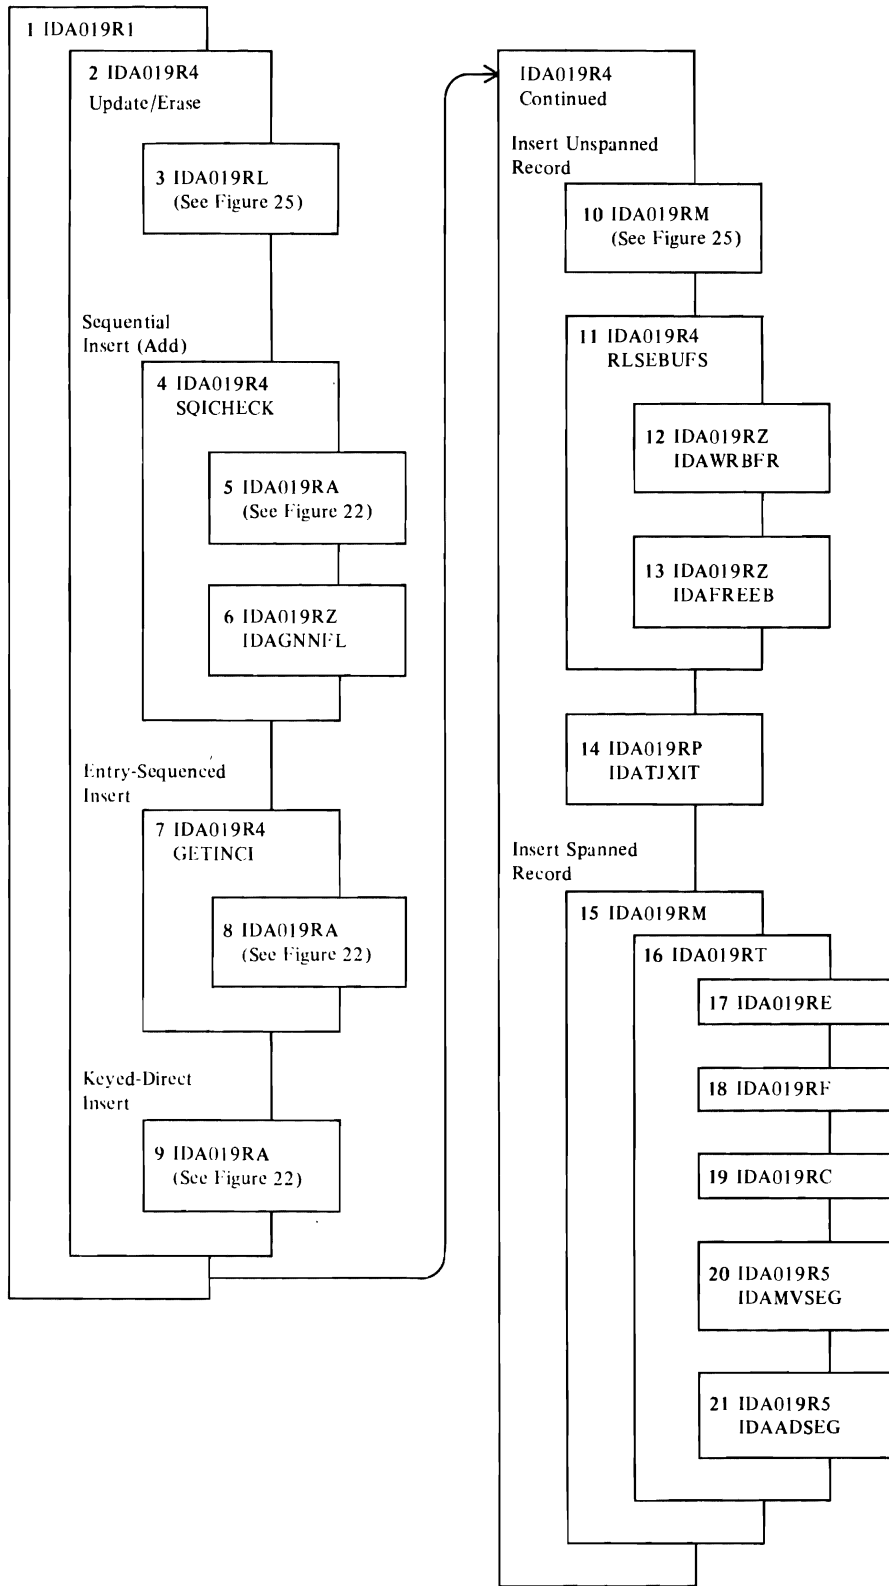 1 IDA019R1
2 IDA019R4
Update/Erase
3 IDA019RL
(See Figure 25)
Sequential
Insert (Add)
4 IDA019R4
SQICHECK
5 IDA019RA
(See Figure 22)
6 IDA019RZ
IDAGNNFL
Entry-Sequenced
Insert
7 IDA019R4
GETINCI
8 IDA019RA
(See Figure 22)
Keyed-Direct
Insert
9 IDA019RA
(See Figure 22)
IDA019R4
Continued
Insert Unspanned
Record
10 IDA019RM
(See Figure 25)
11 IDA019R4
RLSEBUFS
12 IDA019RZ
IDAWRBFR
13 IDA019RZ
IDAFREEB
14 IDA019RP
IDATJXIT
Insert Spanned
Record
15 IDA019RM
16 IDA019RT
17 IDA019RE
18 IDA019RF
19 IDA019RC
20 IDA019R5
IDAMVSEG
21 IDA019R5
IDAADSEG